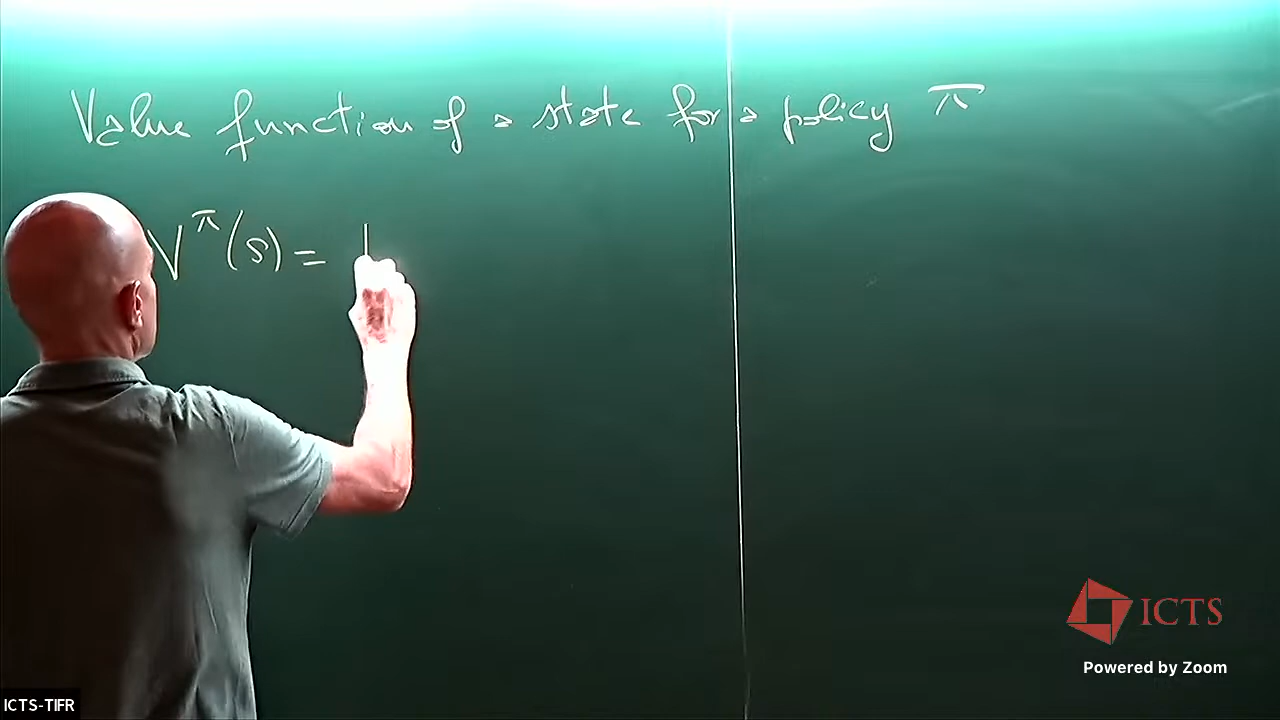 Value function of a state for a policy π
V^π(s) =
ICTS
Powered by Zoom
ICTS-TIFR